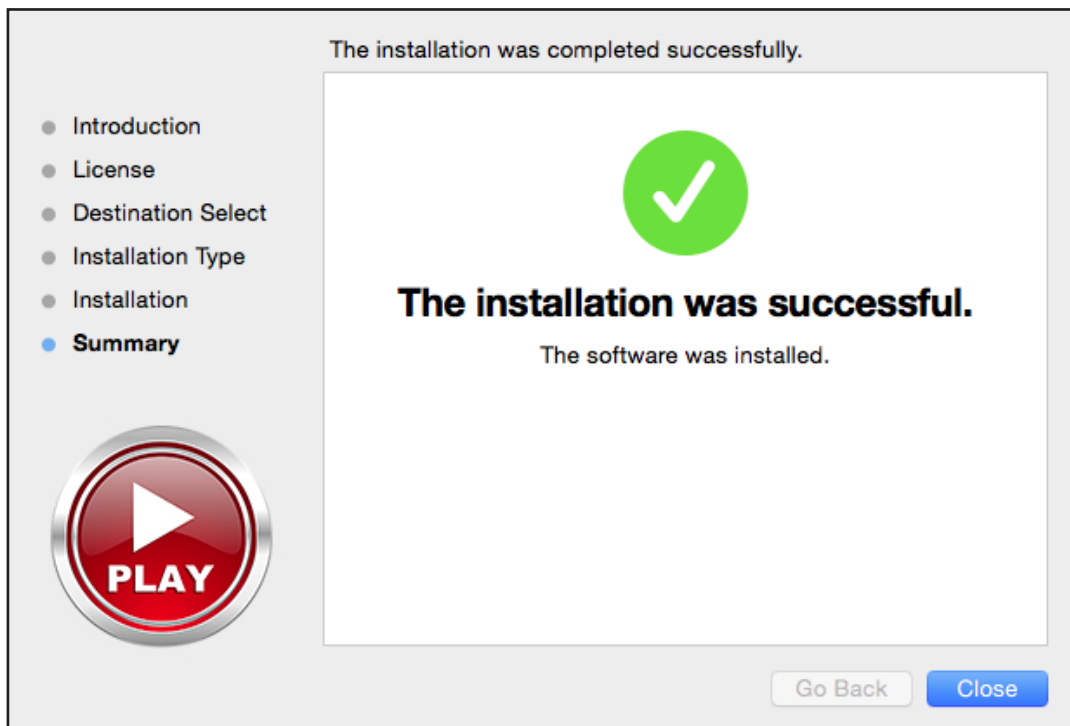 The installation was completed successfully.
Introduction
License
Destination Select
Installation Type
Installation
Summary
PLAY
The installation was successful.
The software was installed.
Go Back
Close